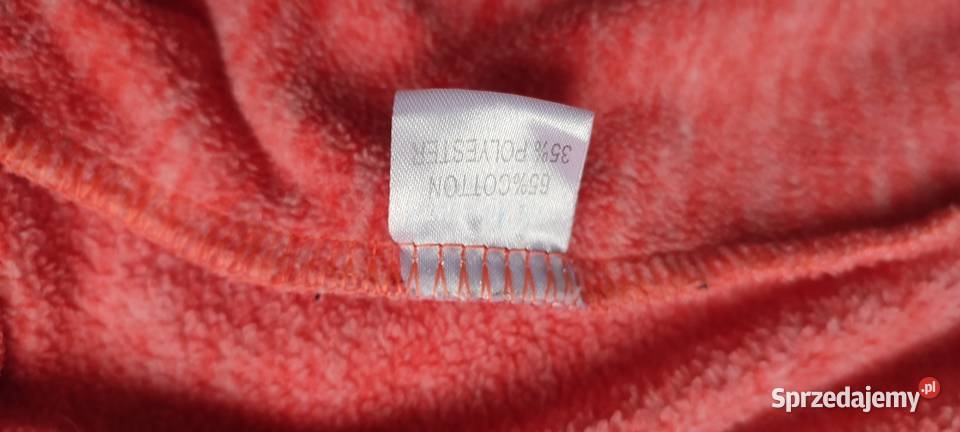 65%COTTON
35% POLYESTER
Sprzedajemy.pl